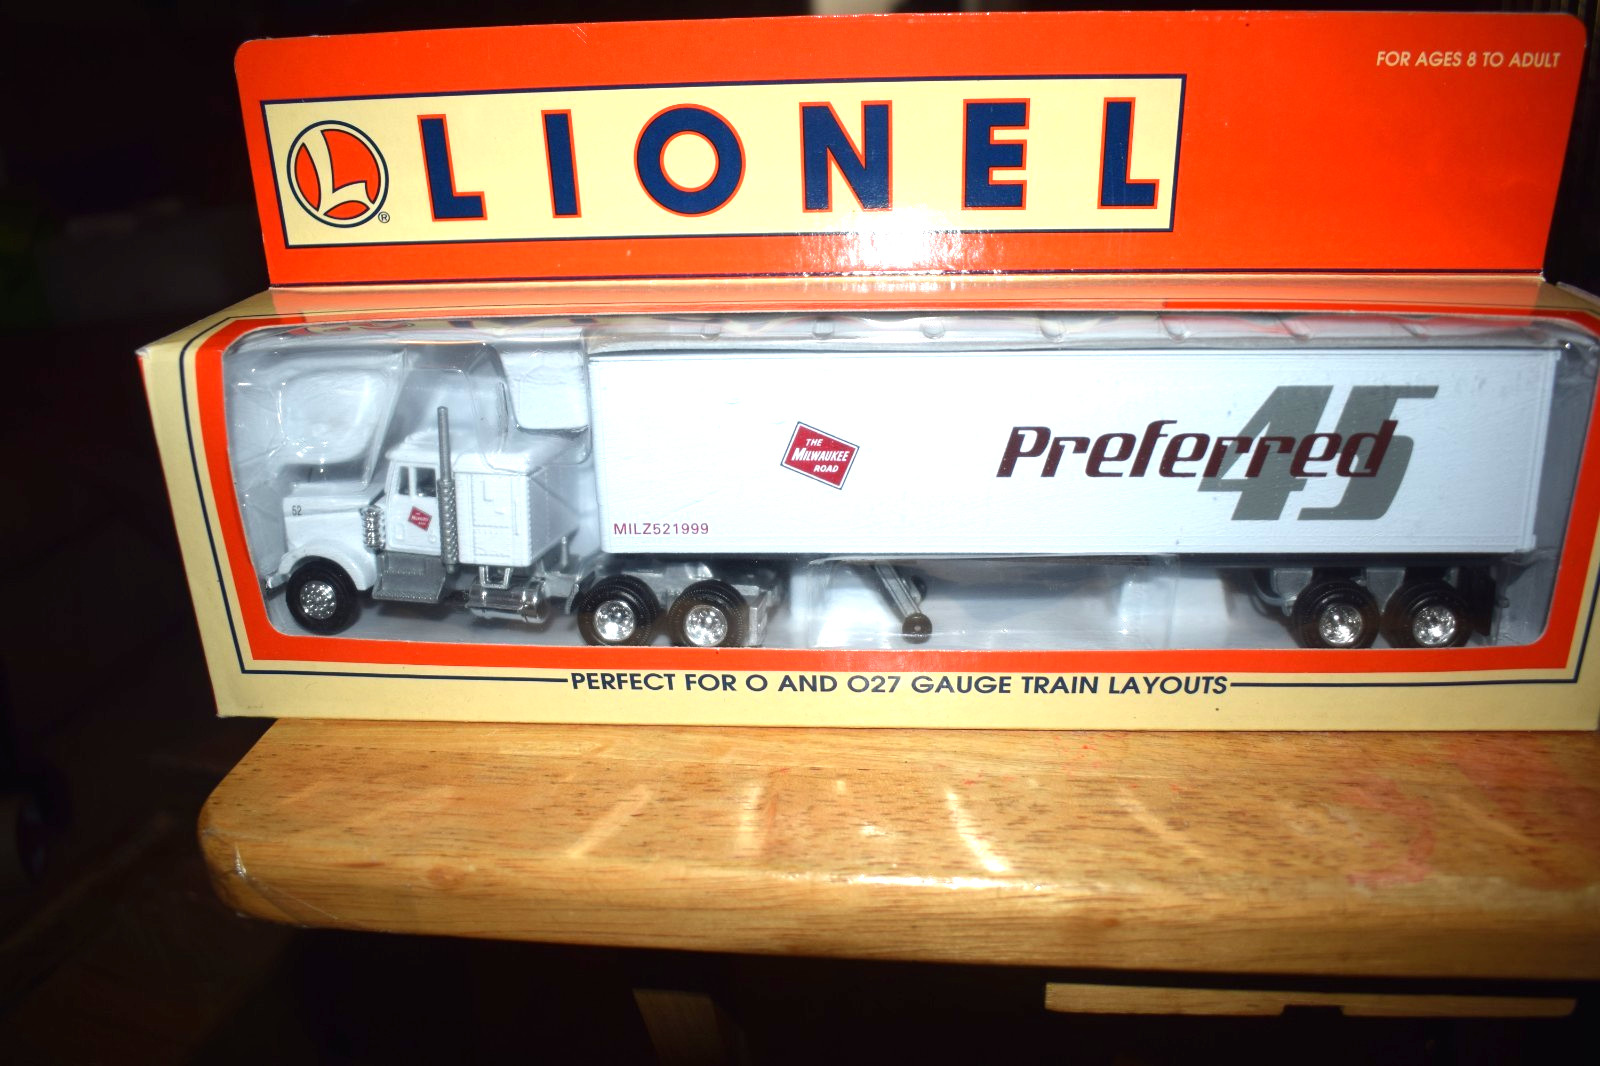 FOR AGES 8 TO ADULT
L ®
LIONEL
THE
MILWAUKEE
ROAD
Preferred 45
52
MILZ521999
PERFECT FOR O AND O27 GAUGE TRAIN LAYOUTS